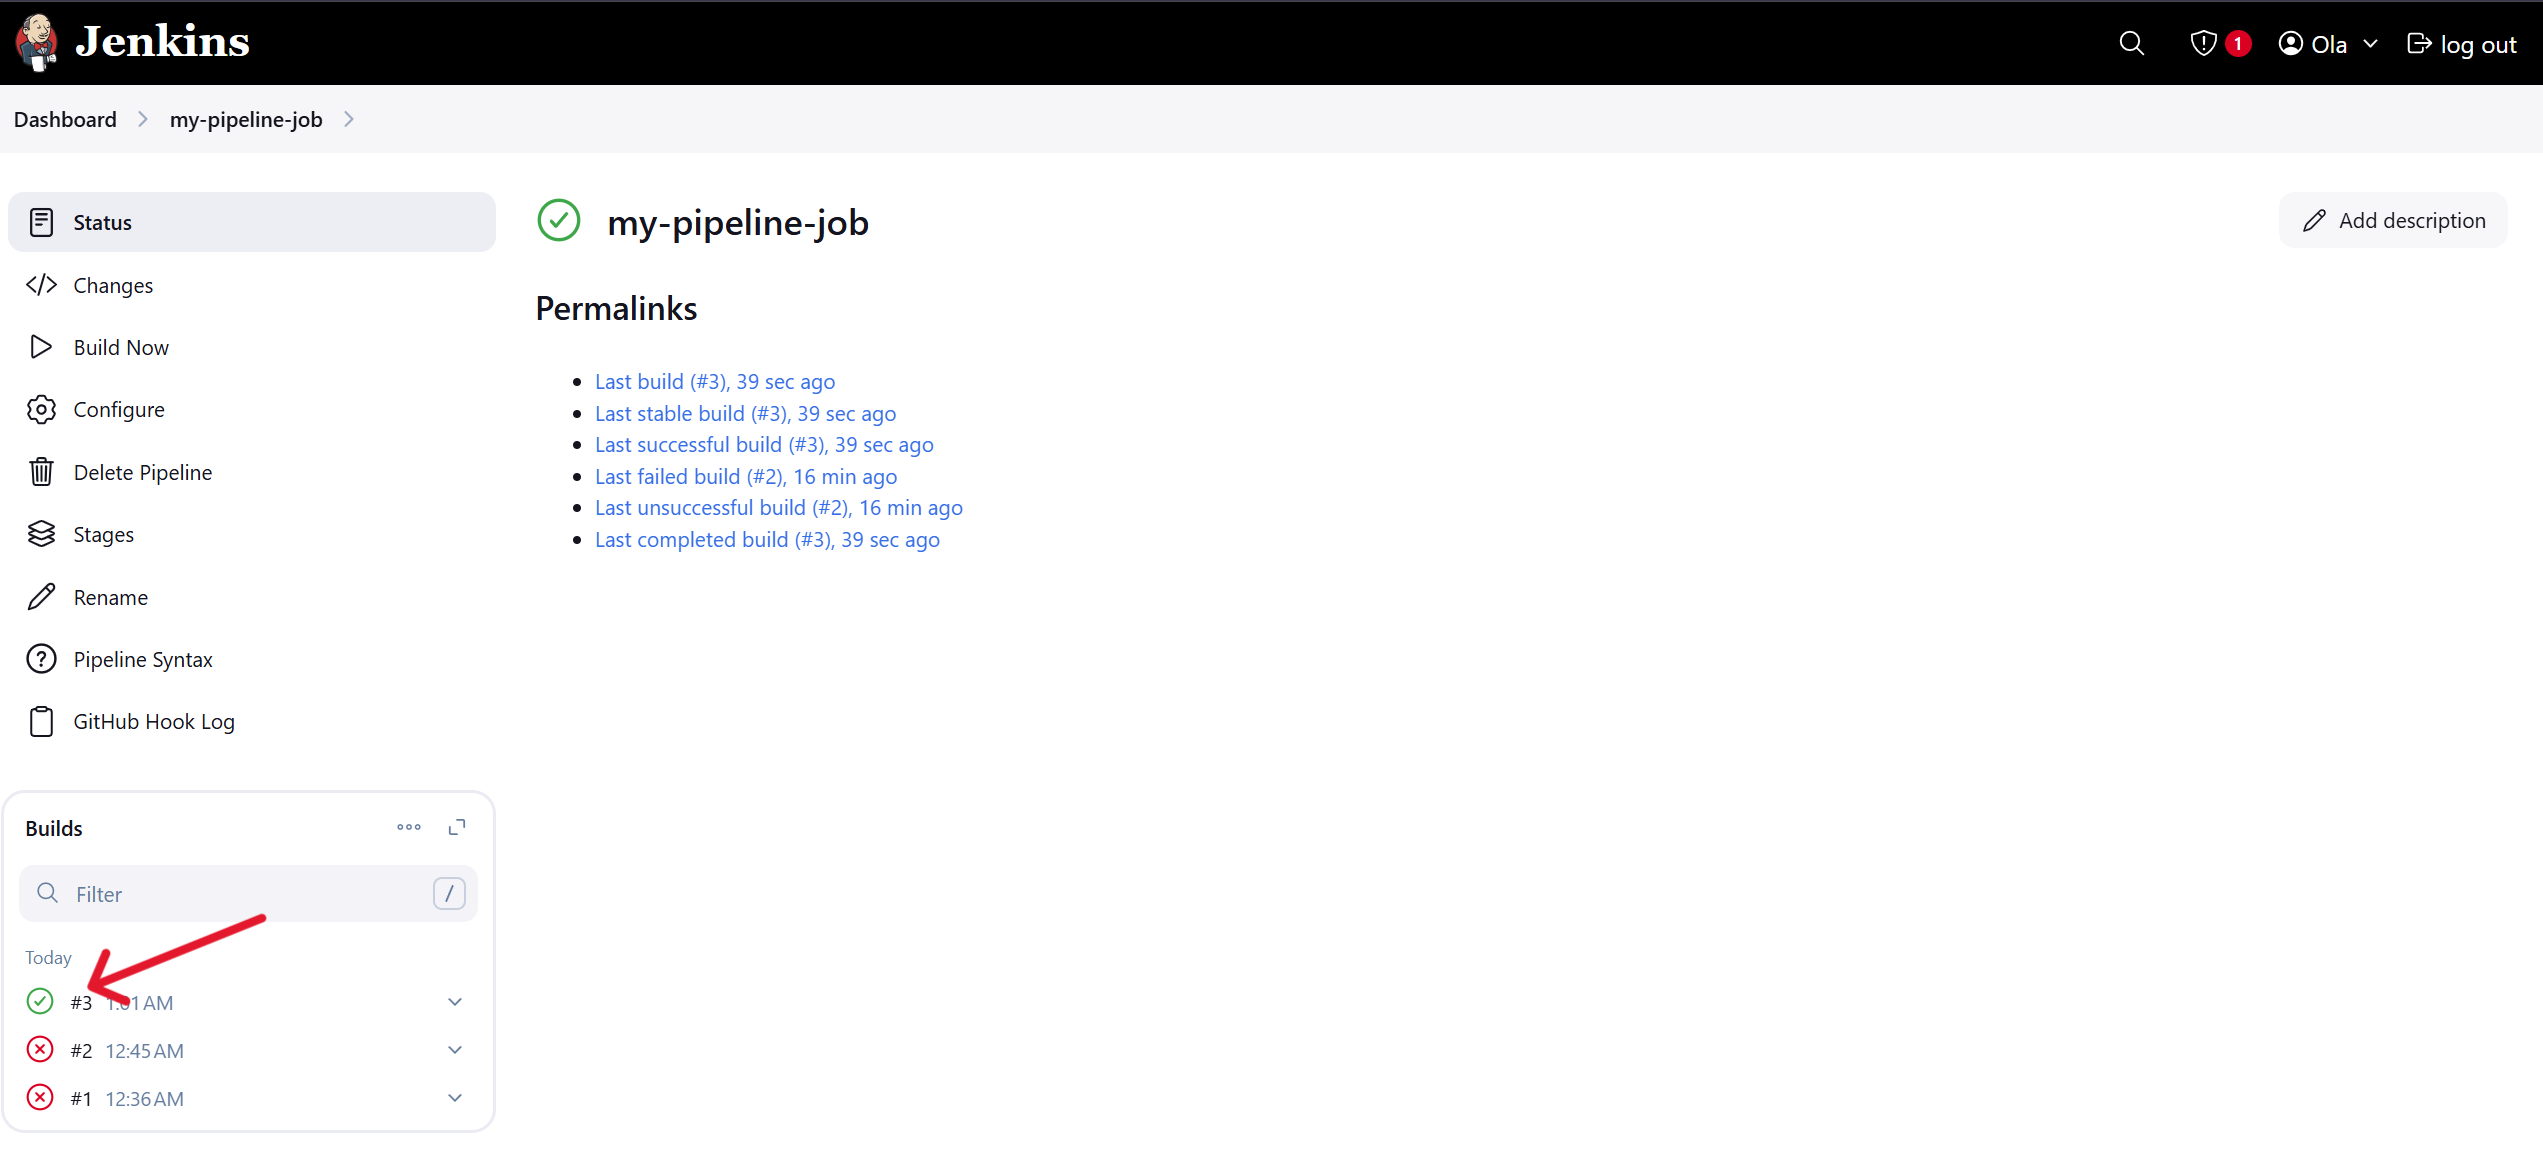 Jenkins
1
Ola
log out
Dashboard
my-pipeline-job
Status
Changes
Build Now
Configure
Delete Pipeline
Stages
Rename
Pipeline Syntax
GitHub Hook Log
Builds
Filter
/
Today
#3 1:01 AM
#2 12:45 AM
#1 12:36 AM
my-pipeline-job
Add description
Permalinks
Last build (#3), 39 sec ago
Last stable build (#3), 39 sec ago
Last successful build (#3), 39 sec ago
Last failed build (#2), 16 min ago
Last unsuccessful build (#2), 16 min ago
Last completed build (#3), 39 sec ago